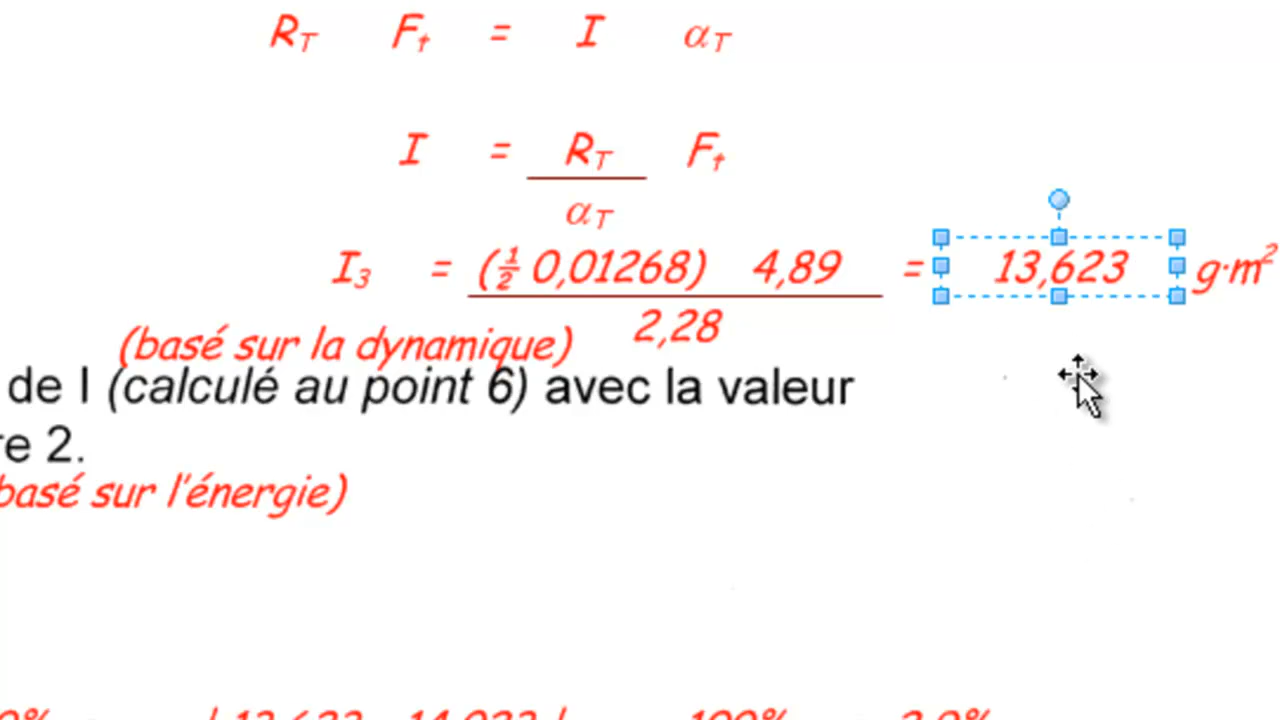 R_T F_t = I α_T
I = R_T F_t
α_T
I_3 = (½ 0,01268) 4,89 = 13,623 g·m²
2,28
(basé sur la dynamique)
de I (calculé au point 6) avec la valeur
re 2.
basé sur l'énergie)